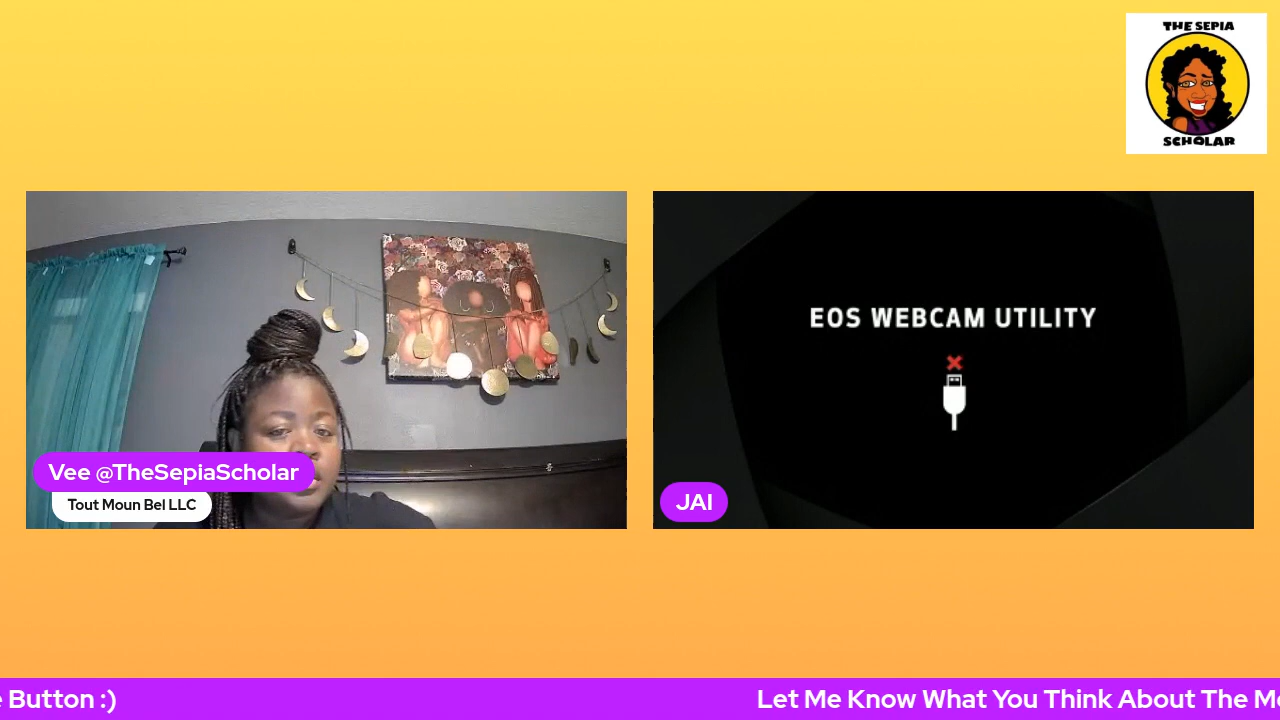 THE SEPIA
SCHOLAR
EOS WEBCAM UTILITY
Vee @TheSepiaScholar
Tout Moun Bel LLC
JAI
Button :)
Let Me Know What You Think About The